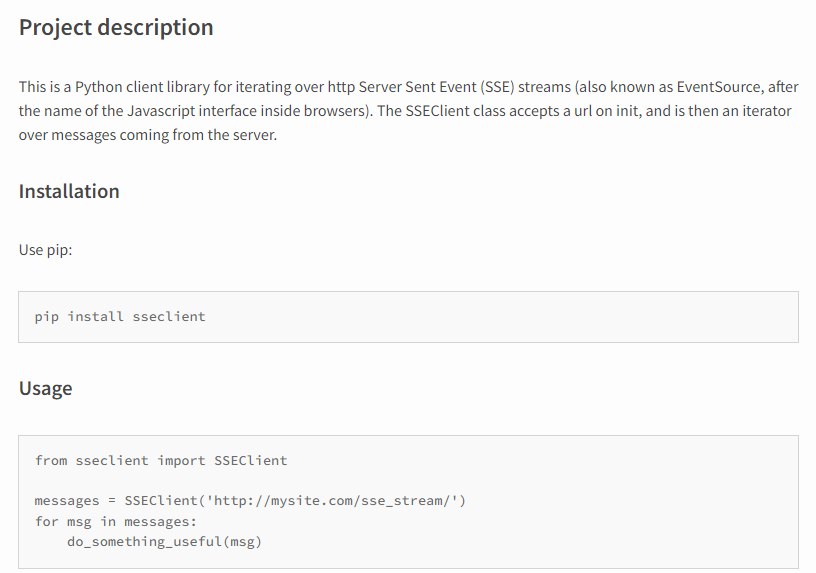 Project description
This is a Python client library for iterating over http Server Sent Event (SSE) streams (also known as EventSource, after
the name of the Javascript interface inside browsers). The SSEClient class accepts a url on init, and is then an iterator
over messages coming from the server.
Installation
Use pip:
pip install sseclient
Usage
from sseclient import SSEClient
messages = SSEClient('http://mysite.com/sse_stream/')
for msg in messages:
    do_something_useful(msg)